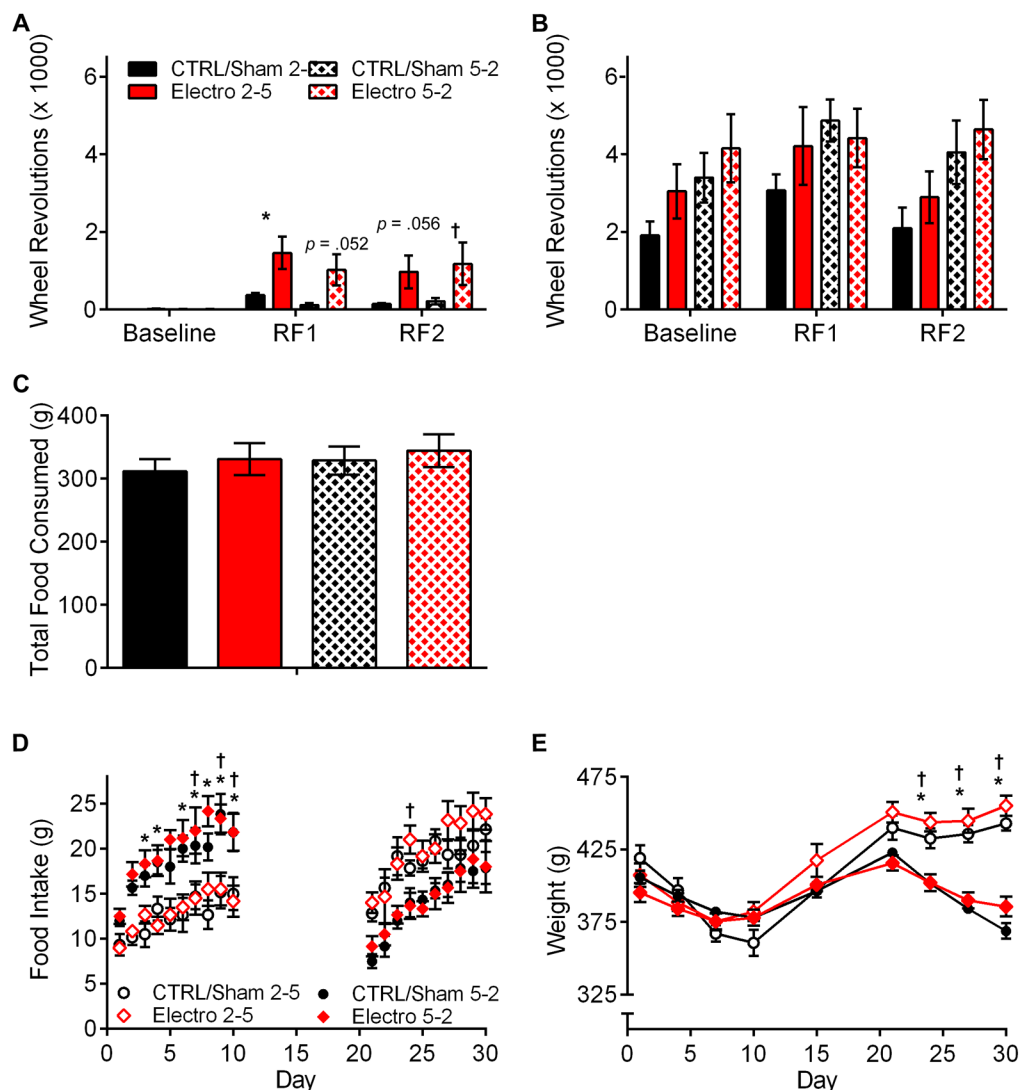 A
Wheel Revolutions (x 1000)
6
4
2
0
CTRL/Sham 2-
CTRL/Sham 5-2
Electro 2-5
Electro 5-2
*
p = .052
p = .056
†
Baseline
RF1
RF2
B
Wheel Revolutions (x 1000)
6
4
2
0
Baseline
RF1
RF2
C
Total Food Consumed (g)
400
300
200
100
0
D
Food Intake (g)
25
20
15
10
5
0
* * * † * * † * † *
†
CTRL/Sham 2-5
CTRL/Sham 5-2
Electro 2-5
Electro 5-2
0 5 10 15 20 25 30
Day
E
Weight (g)
475
425
375
325
† * † * † *
0 5 10 15 20 25 30
Day